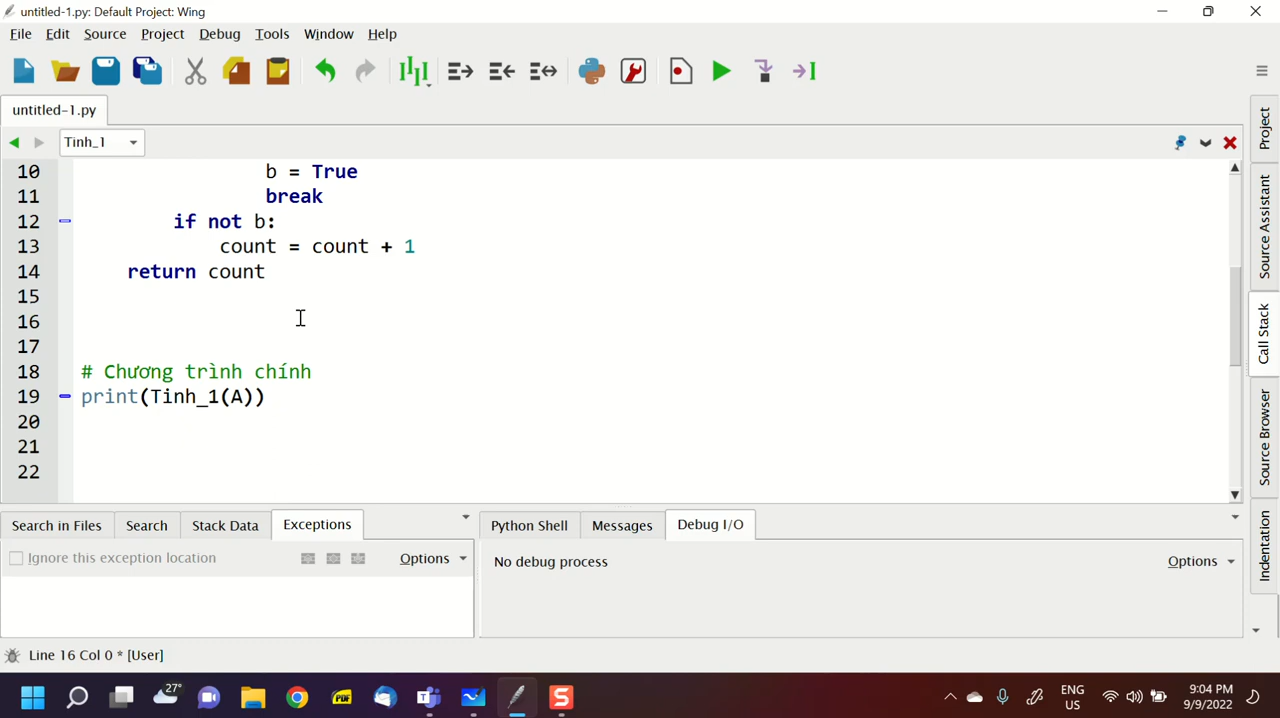 untitled-1.py: Default Project: Wing
File Edit Source Project Debug Tools Window Help
untitled-1.py
Tinh_1
10 b = True
11 break
12 if not b:
13 count = count + 1
14 return count
15
16
17
18 # Chương trình chính
19 print(Tinh_1(A))
20
21
22
Project
Source Assistant
Call Stack
Source Browser
Indentation
Search in Files Search Stack Data Exceptions
Ignore this exception location Options
Python Shell Messages Debug I/O
No debug process Options
Line 16 Col 0 * [User]
27°
PDF
S
ENG
US
9:04 PM
9/9/2022